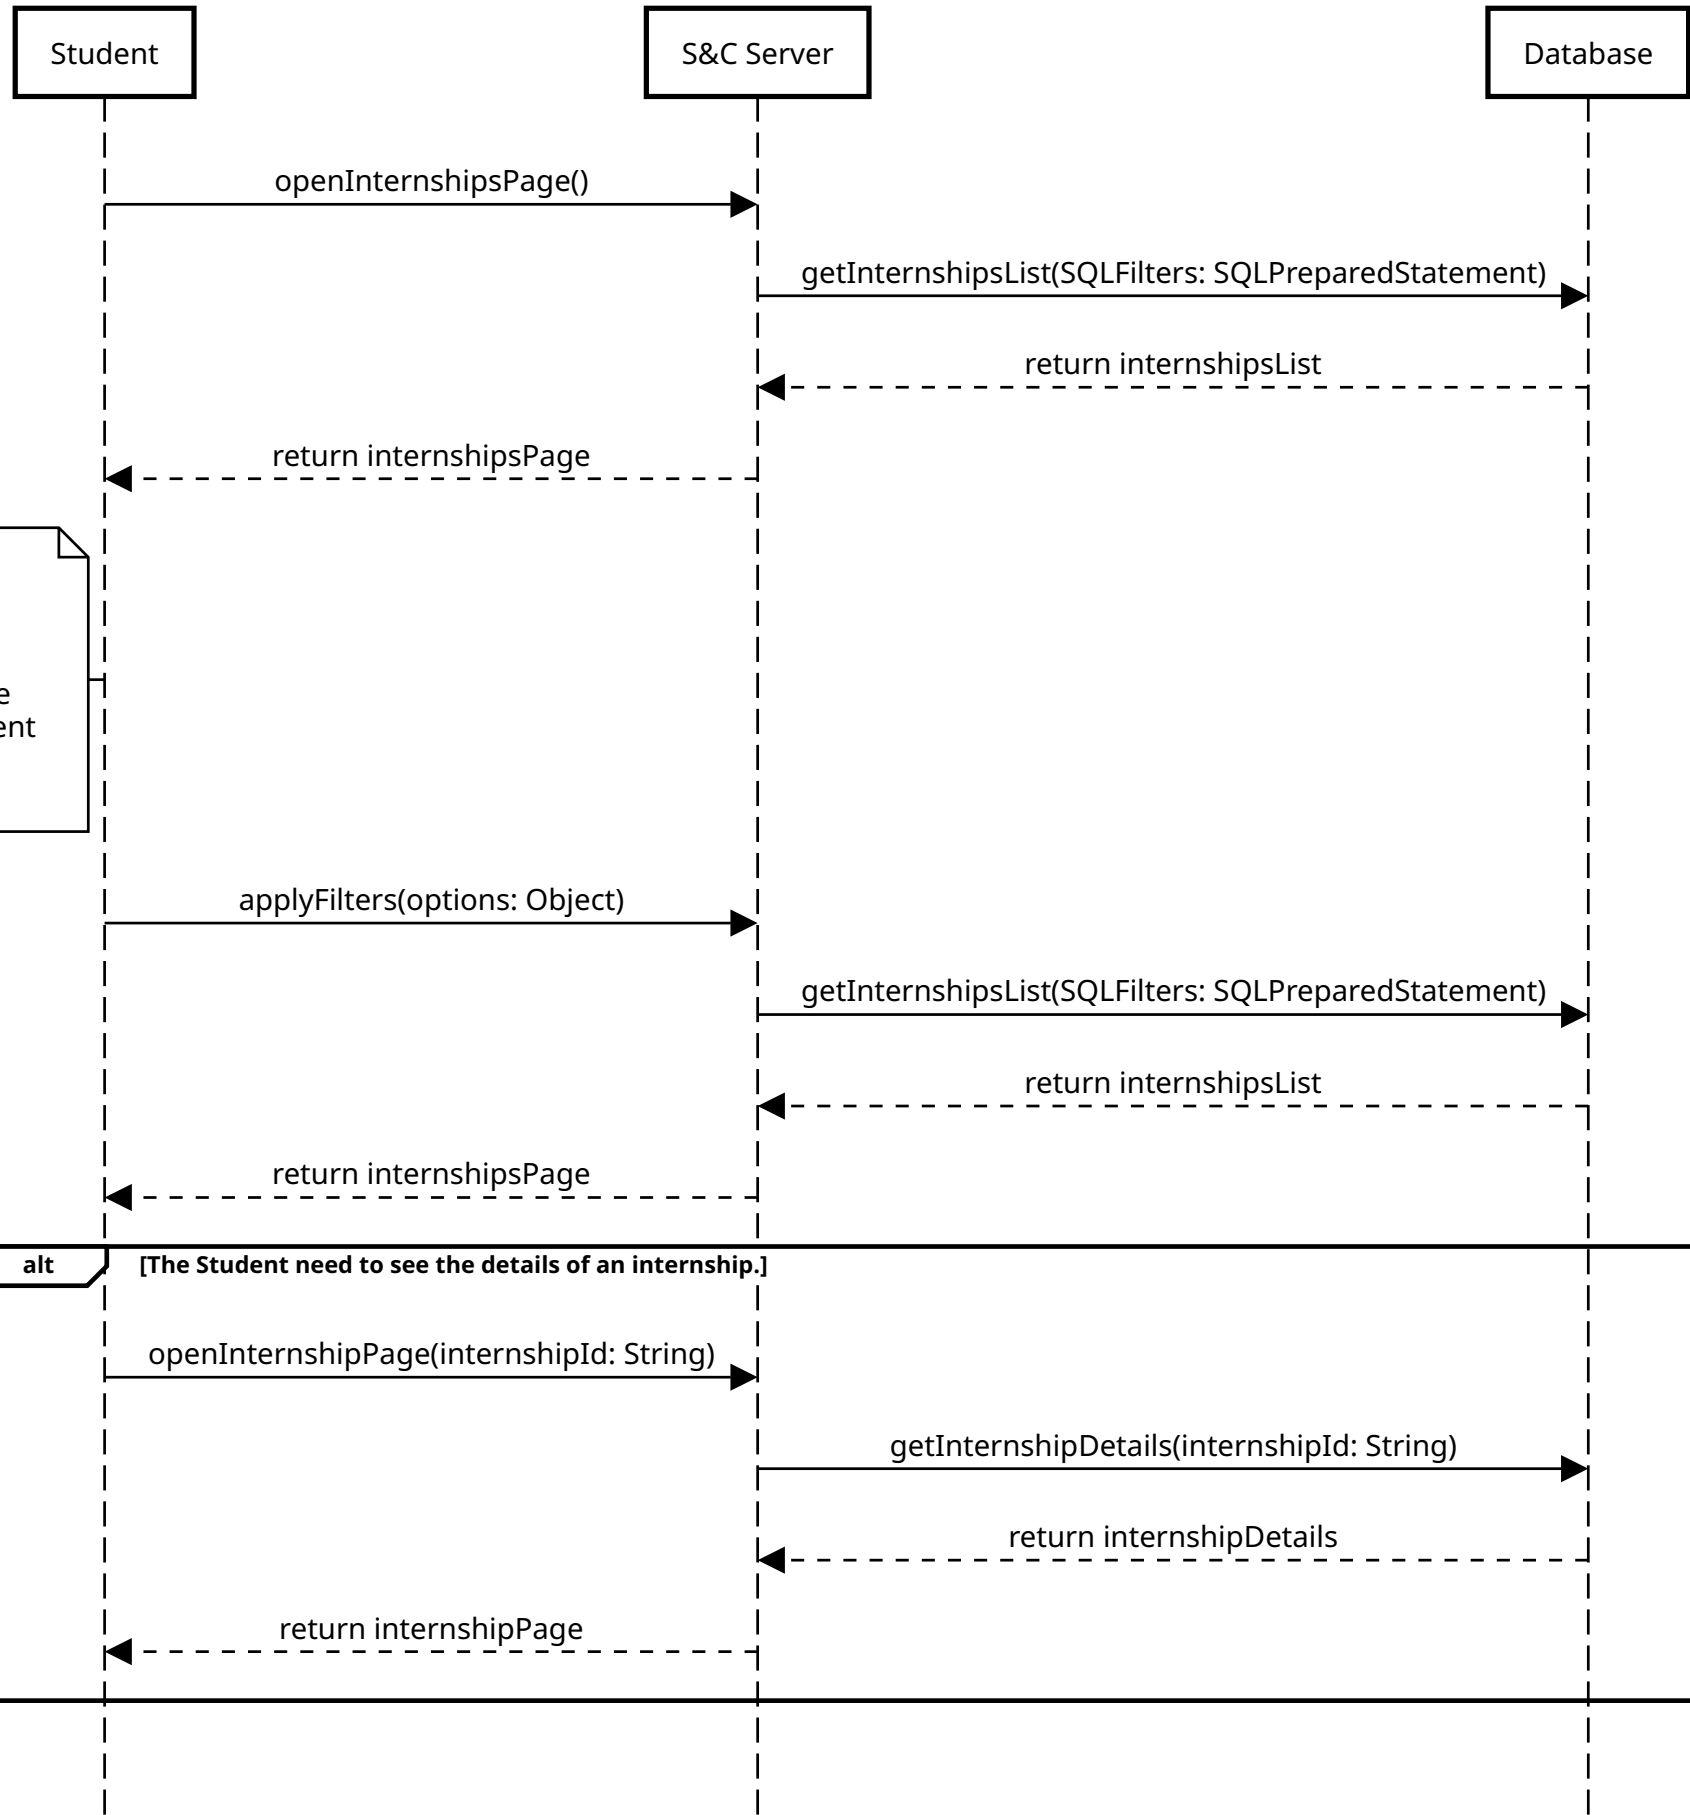 Student
S&C Server
Database
openInternshipsPage()
getInternshipsList(SQLFilters: SQLPreparedStatement)
return internshipsList
return internshipsPage
applyFilters(options: Object)
getInternshipsList(SQLFilters: SQLPreparedStatement)
return internshipsList
return internshipsPage
alt
[The Student need to see the details of an internship.]
openInternshipPage(internshipId: String)
getInternshipDetails(internshipId: String)
return internshipDetails
return internshipPage